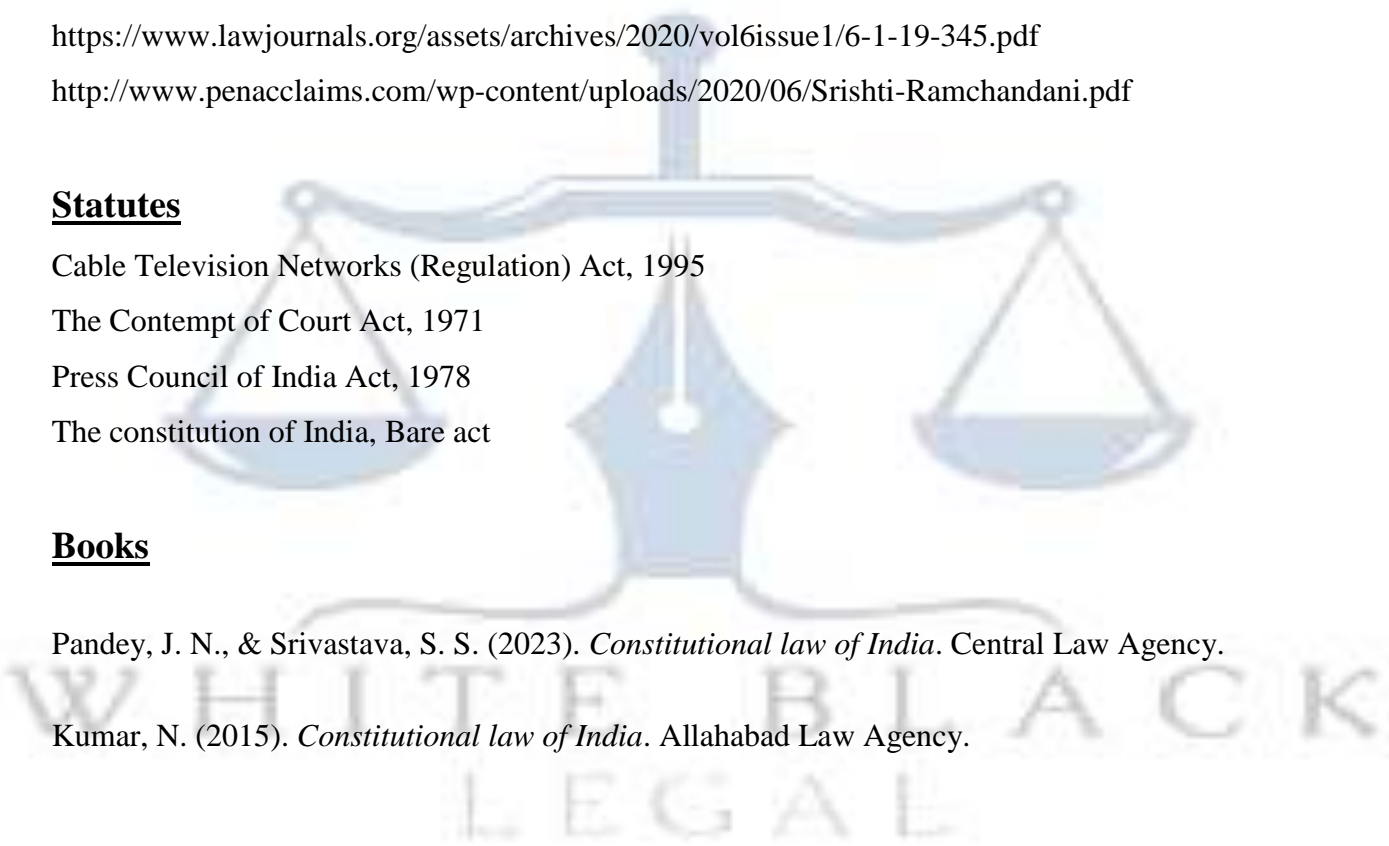 https://www.lawjournals.org/assets/archives/2020/vol6issue1/6-1-19-345.pdf
http://www.penacclaims.com/wp-content/uploads/2020/06/Srishti-Ramchandani.pdf
Statutes
Cable Television Networks (Regulation) Act, 1995
The Contempt of Court Act, 1971
Press Council of India Act, 1978
The constitution of India, Bare act
Books
Pandey, J. N., & Srivastava, S. S. (2023). Constitutional law of India. Central Law Agency.
WHITE BLACK
Kumar, N. (2015). Constitutional law of India. Allahabad Law Agency.
LEGAL